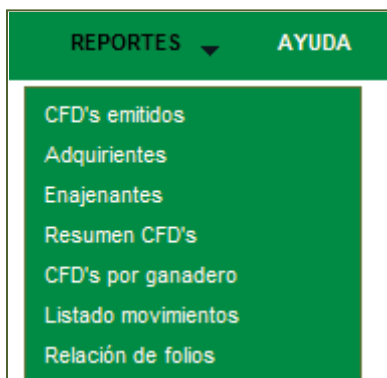 REPORTES AYUDA
CFD's emitidos
Adquirientes
Enajenantes
Resumen CFD's
CFD's por ganadero
Listado movimientos
Relación de folios